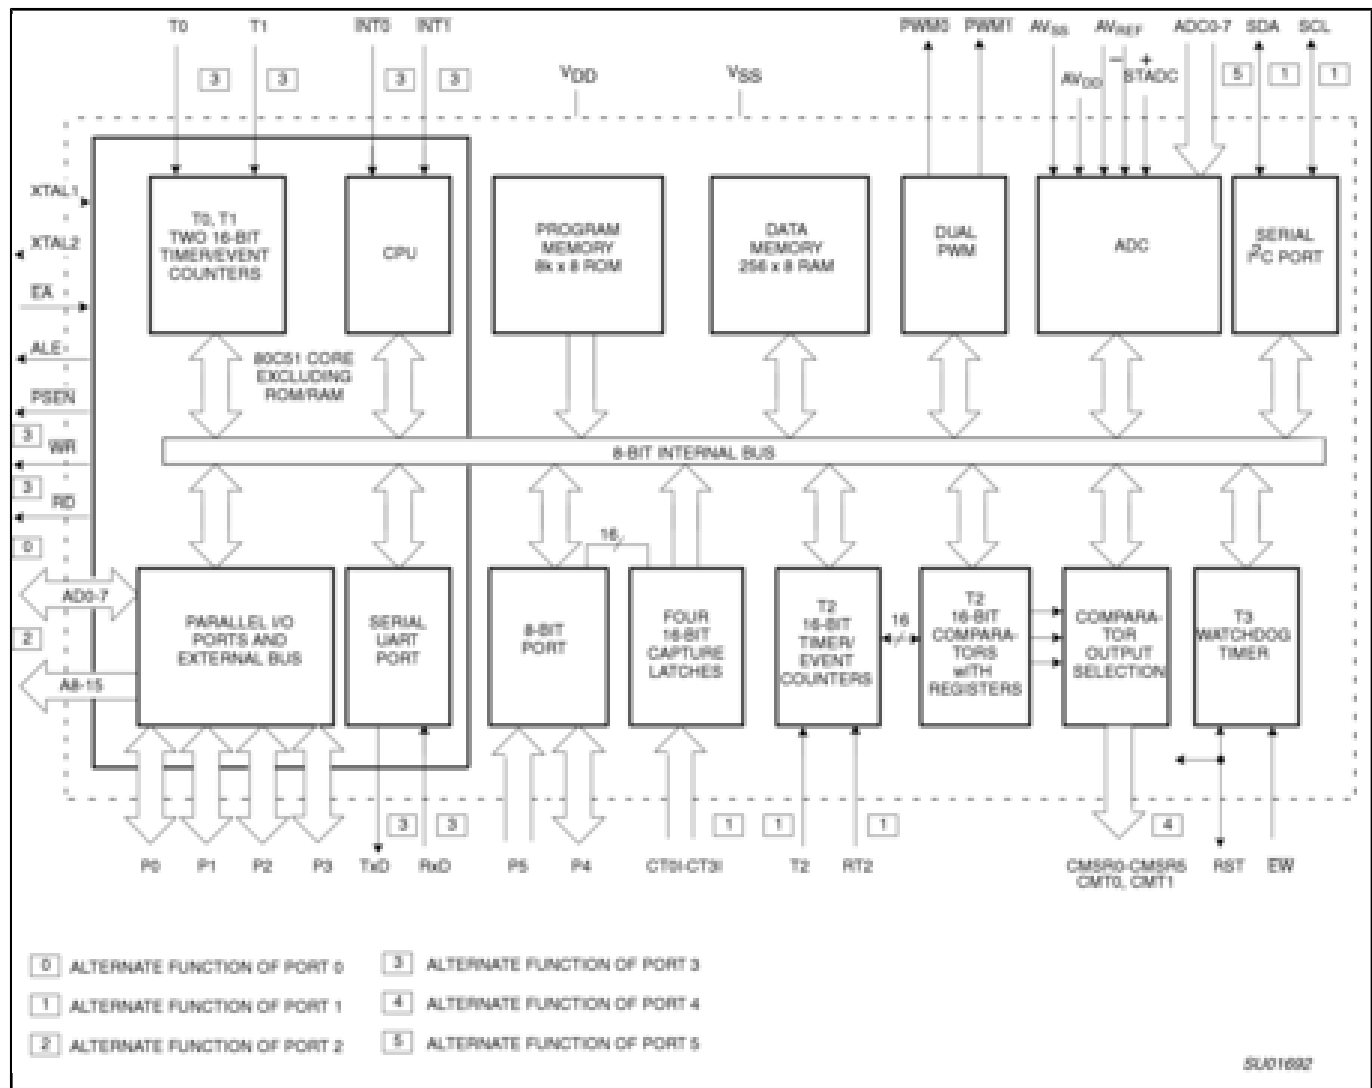 T0 T1 INT0 INT1 PWM0 PWM1 AVSS AVREF ADC0-7 SDA SCL
3 3 3 3 VDD VSS AVDD − + STADC 5 1 1
XTAL1
XTAL2
EA
ALE
PSEN
3 WR
3 RD
0
AD0-7
2
A8-15
T0, T1
TWO 16-BIT
TIMER/EVENT
COUNTERS
CPU
PROGRAM
MEMORY
8k x 8 ROM
DATA
MEMORY
256 x 8 RAM
DUAL
PWM
ADC
SERIAL
I2C PORT
80C51 CORE
EXCLUDING
ROM/RAM
8-BIT INTERNAL BUS
PARALLEL I/O
PORTS AND
EXTERNAL BUS
SERIAL
UART
PORT
8-BIT
PORT
16
FOUR
16-BIT
CAPTURE
LATCHES
T2
16-BIT
TIMER/
EVENT
COUNTERS
16
T2
16-BIT
COMPARA-
TORS
wITH
REGISTERS
COMPARA-
TOR
OUTPUT
SELECTION
T3
WATCHDOG
TIMER
3 3 1 1 1 4
P0 P1 P2 P3 TxD RxD P5 P4 CT0I-CT3I T2 RT2 CMSR0-CMSR5 RST EW
CMT0, CMT1
0 ALTERNATE FUNCTION OF PORT 0
1 ALTERNATE FUNCTION OF PORT 1
2 ALTERNATE FUNCTION OF PORT 2
3 ALTERNATE FUNCTION OF PORT 3
4 ALTERNATE FUNCTION OF PORT 4
5 ALTERNATE FUNCTION OF PORT 5
SU01692